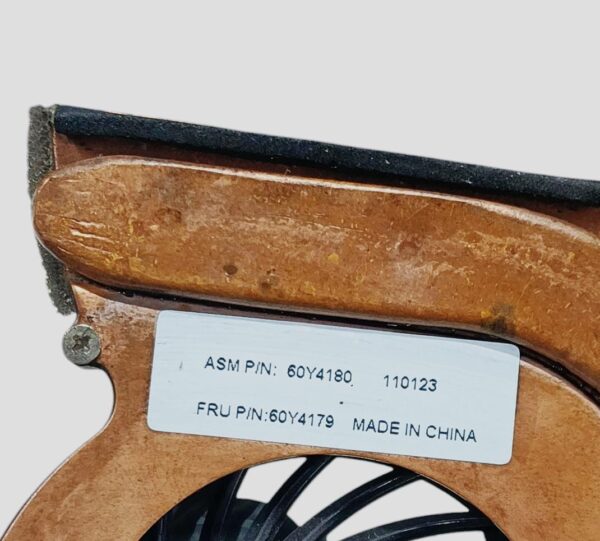 ASM P/N: 60Y4180 110123
FRU P/N:60Y4179 MADE IN CHINA